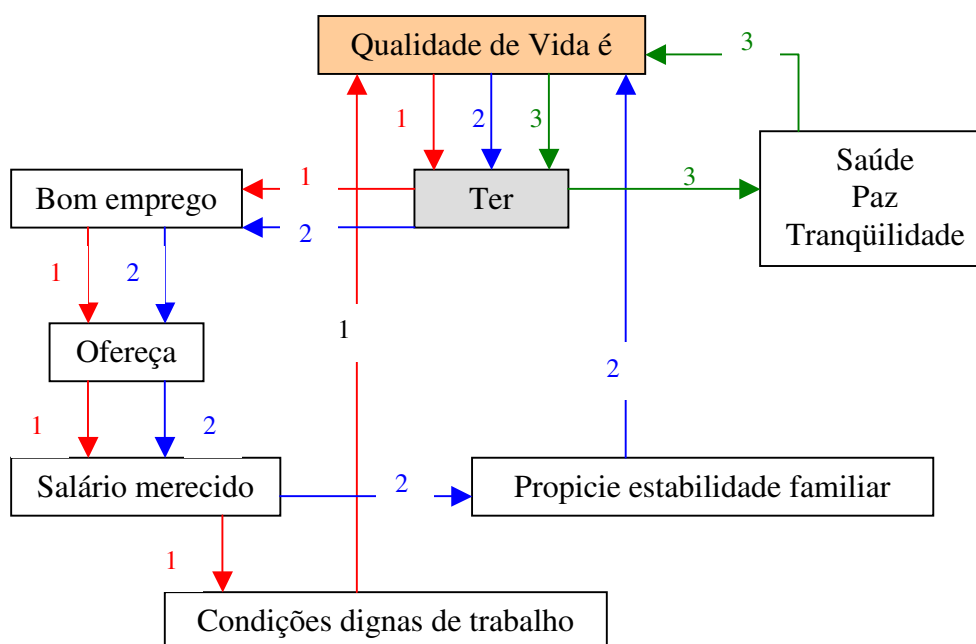 Qualidade de Vida é
3
1
2
3
Bom emprego
1
2
Ter
3
Saúde
Paz
Tranqüilidade
1
2
1
Ofereça
2
1
2
Salário merecido
2
Propicie estabilidade familiar
1
Condições dignas de trabalho